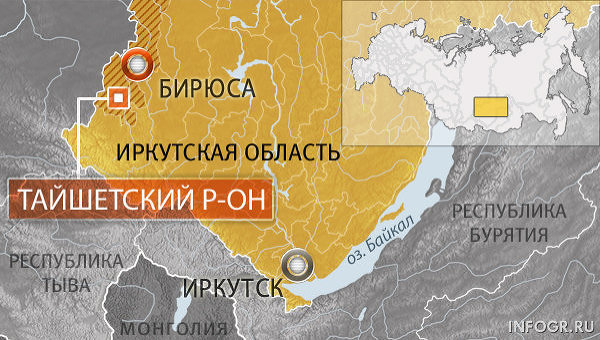 БИРЮСА
ИРКУТСКАЯ ОБЛАСТЬ
ТАЙШЕТСКИЙ Р-ОН
оз. Байкал
РЕСПУБЛИКА
БУРЯТИЯ
РЕСПУБЛИКА
ТЫВА
ИРКУТСК
МОНГОЛИЯ
INFOGR.RU